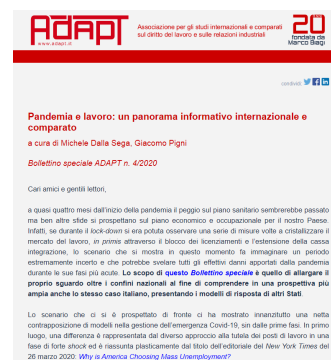 ADAPT
www.adapt.it
Associazione per gli studi internazionali e comparati
sul diritto del lavoro e sulle relazioni industriali
20
fondata da
Marco Biagi
condividi
Pandemia e lavoro: un panorama informativo internazionale e
comparato
a cura di Michele Dalla Sega, Giacomo Pigni
Bollettino speciale ADAPT n. 4/2020
Cari amici e gentili lettori,
a quasi quattro mesi dall'inizio della pandemia il peggio sul piano sanitario sembrerebbe passato
ma ben altre sfide si prospettano sul piano economico e occupazionale per il nostro Paese.
Infatti, se durante il lock-down si era potuta osservare una serie di misure volte a cristallizzare il
mercato del lavoro, in primis attraverso il blocco dei licenziamenti e l'estensione della cassa
integrazione, lo scenario che si mostra in questo momento fa immaginare un periodo
estremamente incerto e che potrebbe svelare tutti gli effettivi danni apportati dalla pandemia
durante le sue fasi più acute. Lo scopo di questo Bollettino speciale è quello di allargare il
proprio sguardo oltre i confini nazionali al fine di comprendere in una prospettiva più
ampia anche lo stesso caso italiano, presentando i modelli di risposta di altri Stati.
Lo scenario che ci si è prospettato di fronte ci ha mostrato innanzitutto una netta
contrapposizione di modelli nella gestione dell'emergenza Covid-19, sin dalle prime fasi. In primo
luogo, una differenza è rappresentata dal diverso approccio alla tutela dei posti di lavoro in una
fase di forte shock ed è riassunta plasticamente dal titolo dell'editoriale del New York Times del
26 marzo 2020: Why is America Choosing Mass Unemployment?